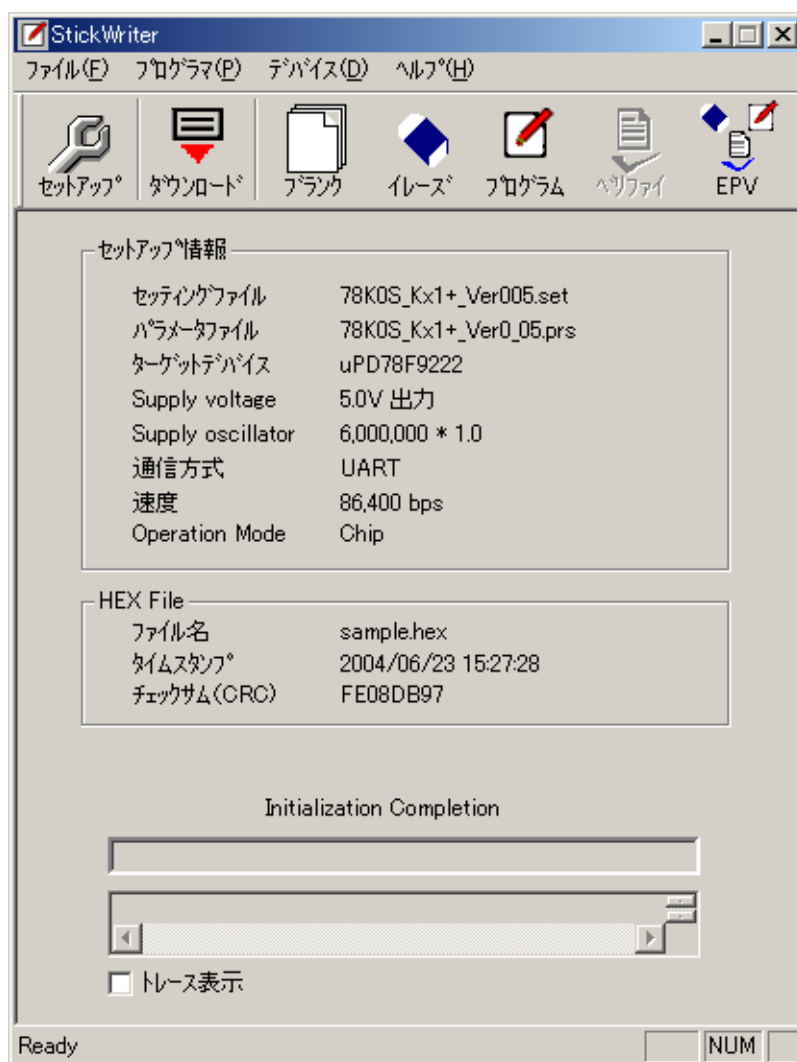 StickWriter
ﾌｧｲﾙ(F) ﾌﾟﾛｸﾞﾗﾏ(P) ﾃﾞﾊﾞｲｽ(D) ﾍﾙﾌﾟ(H)
ｾｯﾄｱｯﾌﾟ ﾀﾞｳﾝﾛｰﾄﾞ ﾌﾞﾗﾝｸ ｲﾚｰｽﾞ ﾌﾟﾛｸﾞﾗﾑ ﾍﾞﾘﾌｧｲ EPV
ｾｯﾄｱｯﾌﾟ情報
ｾｯﾃｨﾝｸﾞﾌｧｲﾙ 78K0S_Kx1+_Ver005.set
ﾊﾟﾗﾒｰﾀﾌｧｲﾙ 78K0S_Kx1+_Ver0_05.prs
ﾀｰｹﾞｯﾄﾃﾞﾊﾞｲｽ uPD78F9222
Supply voltage 5.0V 出力
Supply oscillator 6,000,000 * 1.0
通信方式 UART
速度 86,400 bps
Operation Mode Chip
HEX File
ﾌｧｲﾙ名 sample.hex
ﾀｲﾑｽﾀﾝﾌﾟ 2004/06/23 15:27:28
ﾁｪｯｸｻﾑ(CRC) FE08DB97
Initialization Completion
ﾄﾚｰｽ表示
Ready NUM